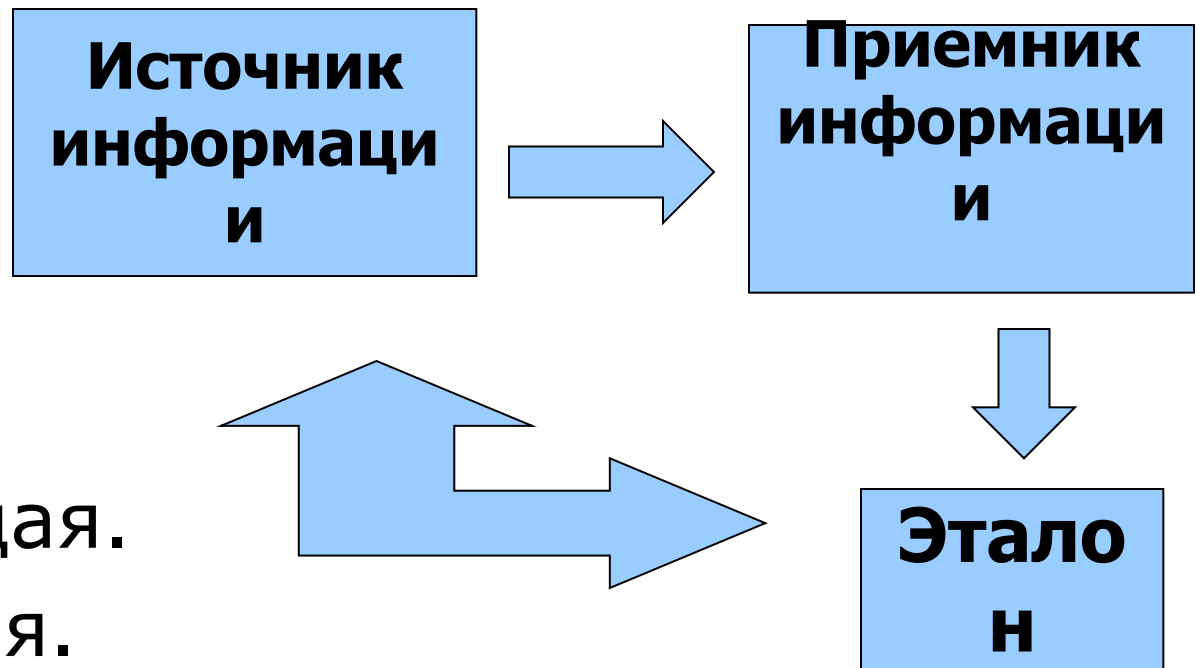 Источник
информаци
и
Приемник
информаци
и
Этало
н